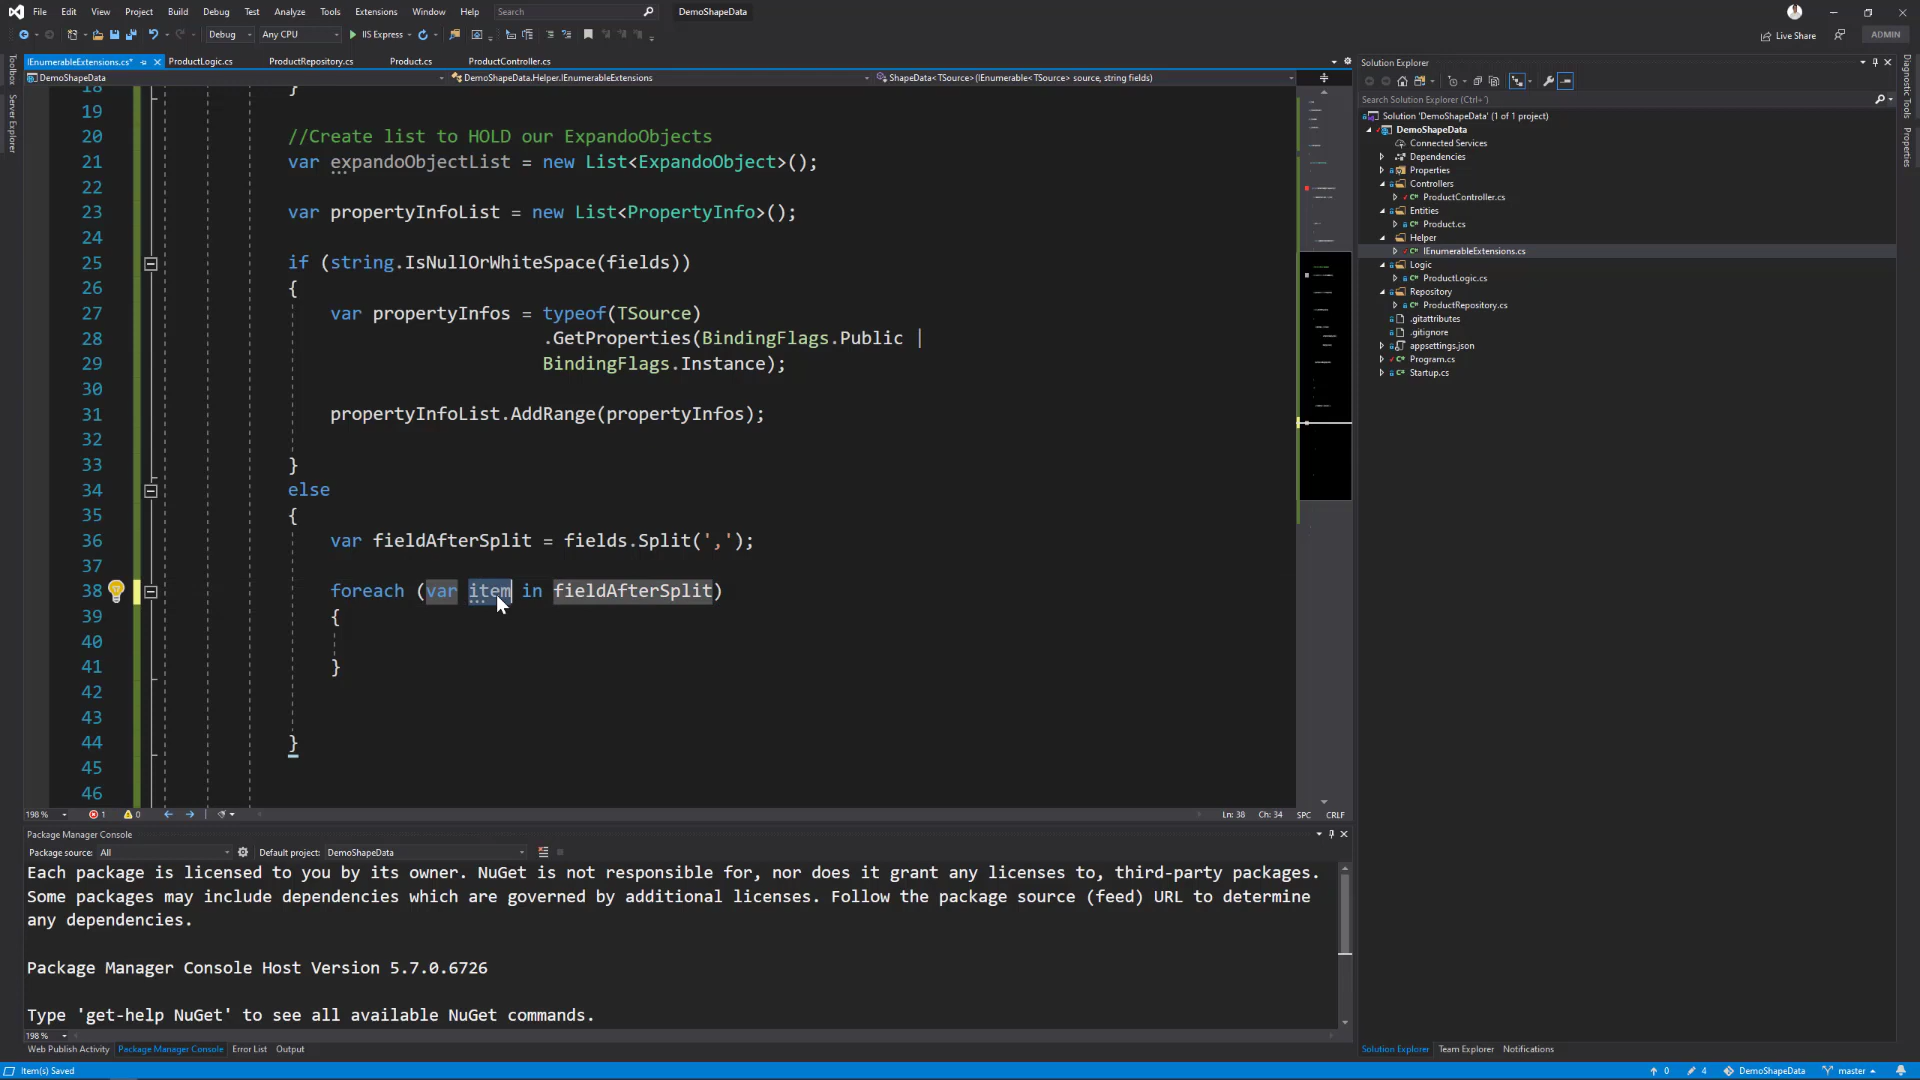 File Edit View Project Build Debug Test Analyze Tools Extensions Window Help Search DemoShapeData
Debug Any CPU IIS Express Live Share ADMIN
IEnumerableExtensions.cs* ProductLogic.cs ProductRepository.cs Product.cs ProductController.cs
DemoShapeData DemoShapeData.Helper.IEnumerableExtensions ShapeData<TSource>(IEnumerable<TSource> source, string fields)
18 }
19
20 //Create list to HOLD our ExpandoObjects
21 var expandoObjectList = new List<ExpandoObject>();
22
23 var propertyInfoList = new List<PropertyInfo>();
24
25 if (string.IsNullOrWhiteSpace(fields))
26 {
27 var propertyInfos = typeof(TSource)
28 .GetProperties(BindingFlags.Public |
29 BindingFlags.Instance);
30
31 propertyInfoList.AddRange(propertyInfos);
32
33 }
34 else
35 {
36 var fieldAfterSplit = fields.Split(',');
37
38 foreach (var item in fieldAfterSplit)
39 {
40
41 }
42
43
44 }
45
46
198 % 1 0 Ln: 38 Ch: 34 SPC CRLF
Package Manager Console
Package source: All Default project: DemoShapeData
Each package is licensed to you by its owner. NuGet is not responsible for, nor does it grant any licenses to, third-party packages.
Some packages may include dependencies which are governed by additional licenses. Follow the package source (feed) URL to determine
any dependencies.
Package Manager Console Host Version 5.7.0.6726
Type 'get-help NuGet' to see all available NuGet commands.
198 %
Web Publish Activity Package Manager Console Error List Output
Item(s) Saved 0 4 DemoShapeData master
Toolbox
Server Explorer
Solution Explorer
Search Solution Explorer (Ctrl+')
Solution 'DemoShapeData' (1 of 1 project)
DemoShapeData
Connected Services
Dependencies
Properties
Controllers
ProductController.cs
Entities
Product.cs
Helper
IEnumerableExtensions.cs
Logic
ProductLogic.cs
Repository
ProductRepository.cs
.gitattributes
.gitignore
appsettings.json
Program.cs
Startup.cs
Solution Explorer Team Explorer Notifications
Diagnostic Tools
Properties